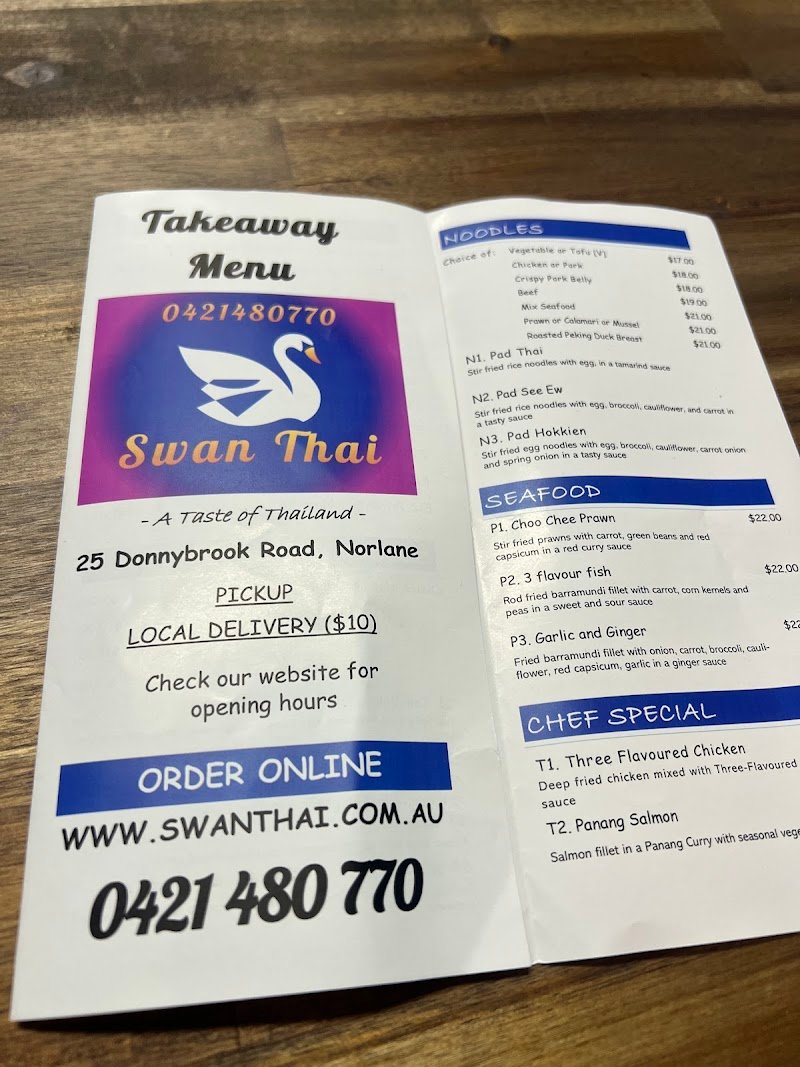 Takeaway
Menu
0421480770
Swan Thai
- A Taste of Thailand -
25 Donnybrook Road, Norlane
PICKUP
LOCAL DELIVERY ($10)
Check our website for
opening hours
ORDER ONLINE
WWW.SWANTHAI.COM.AU
0421 480 770
NOODLES
Choice of: Vegetable or Tofu [V] $17.00
Chicken or Pork $18.00
Crispy Pork Belly $18.00
Beef $19.00
Mix Seafood $21.00
Prawn or Calamari or Mussel $21.00
Roasted Peking Duck Breast $21.00
N1. Pad Thai
Stir fried rice noodles with egg, in a tamarind sauce
N2. Pad See Ew
Stir fried rice noodles with egg, broccoli, cauliflower, and carrot in
a tasty sauce
N3. Pad Hokkien
Stir fried egg noodles with egg, broccoli, cauliflower, carrot onion
and spring onion in a tasty sauce
SEAFOOD
P1. Choo Chee Prawn $22.00
Stir fried prawns with carrot, green beans and red
capsicum in a red curry sauce
P2. 3 flavour fish $22.00
Rod fried barramundi fillet with carrot, corn kernels and
peas in a sweet and sour sauce
P3. Garlic and Ginger $22
Fried barramundi fillet with onion, carrot, broccoli, cauli-
flower, red capsicum, garlic in a ginger sauce
CHEF SPECIAL
T1. Three Flavoured Chicken
Deep fried chicken mixed with Three-Flavoured
sauce
T2. Panang Salmon
Salmon fillet in a Panang Curry with seasonal vege